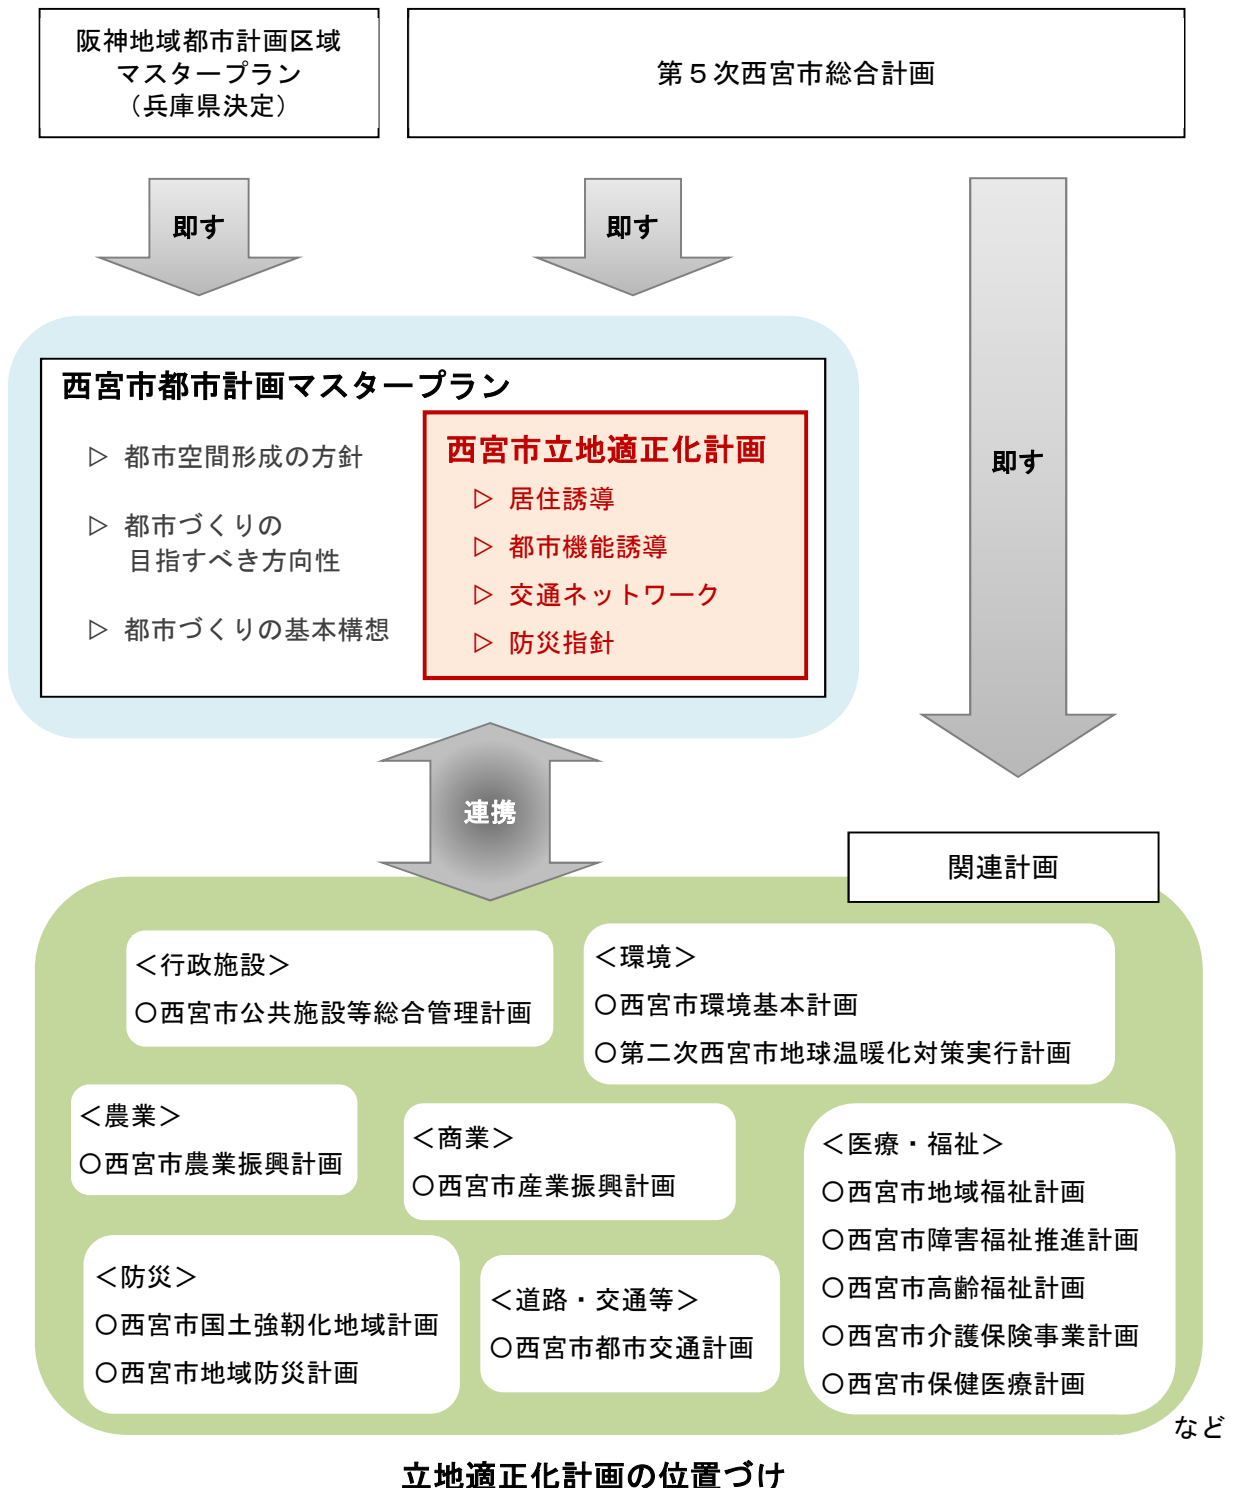 阪神地域都市計画区域
マスタープラン
（兵庫県決定）
第５次西宮市総合計画
即す
即す
即す
西宮市都市計画マスタープラン
▷ 都市空間形成の方針
▷ 都市づくりの
目指すべき方向性
▷ 都市づくりの基本構想
西宮市立地適正化計画
▷ 居住誘導
▷ 都市機能誘導
▷ 交通ネットワーク
▷ 防災指針
連携
関連計画
＜行政施設＞
〇西宮市公共施設等総合管理計画
＜環境＞
〇西宮市環境基本計画
〇第二次西宮市地球温暖化対策実行計画
＜農業＞
〇西宮市農業振興計画
＜商業＞
〇西宮市産業振興計画
＜医療・福祉＞
〇西宮市地域福祉計画
〇西宮市障害福祉推進計画
〇西宮市高齢福祉計画
〇西宮市介護保険事業計画
〇西宮市保健医療計画
＜防災＞
〇西宮市国土強靭化地域計画
〇西宮市地域防災計画
＜道路・交通等＞
〇西宮市都市交通計画
など
立地適正化計画の位置づけ